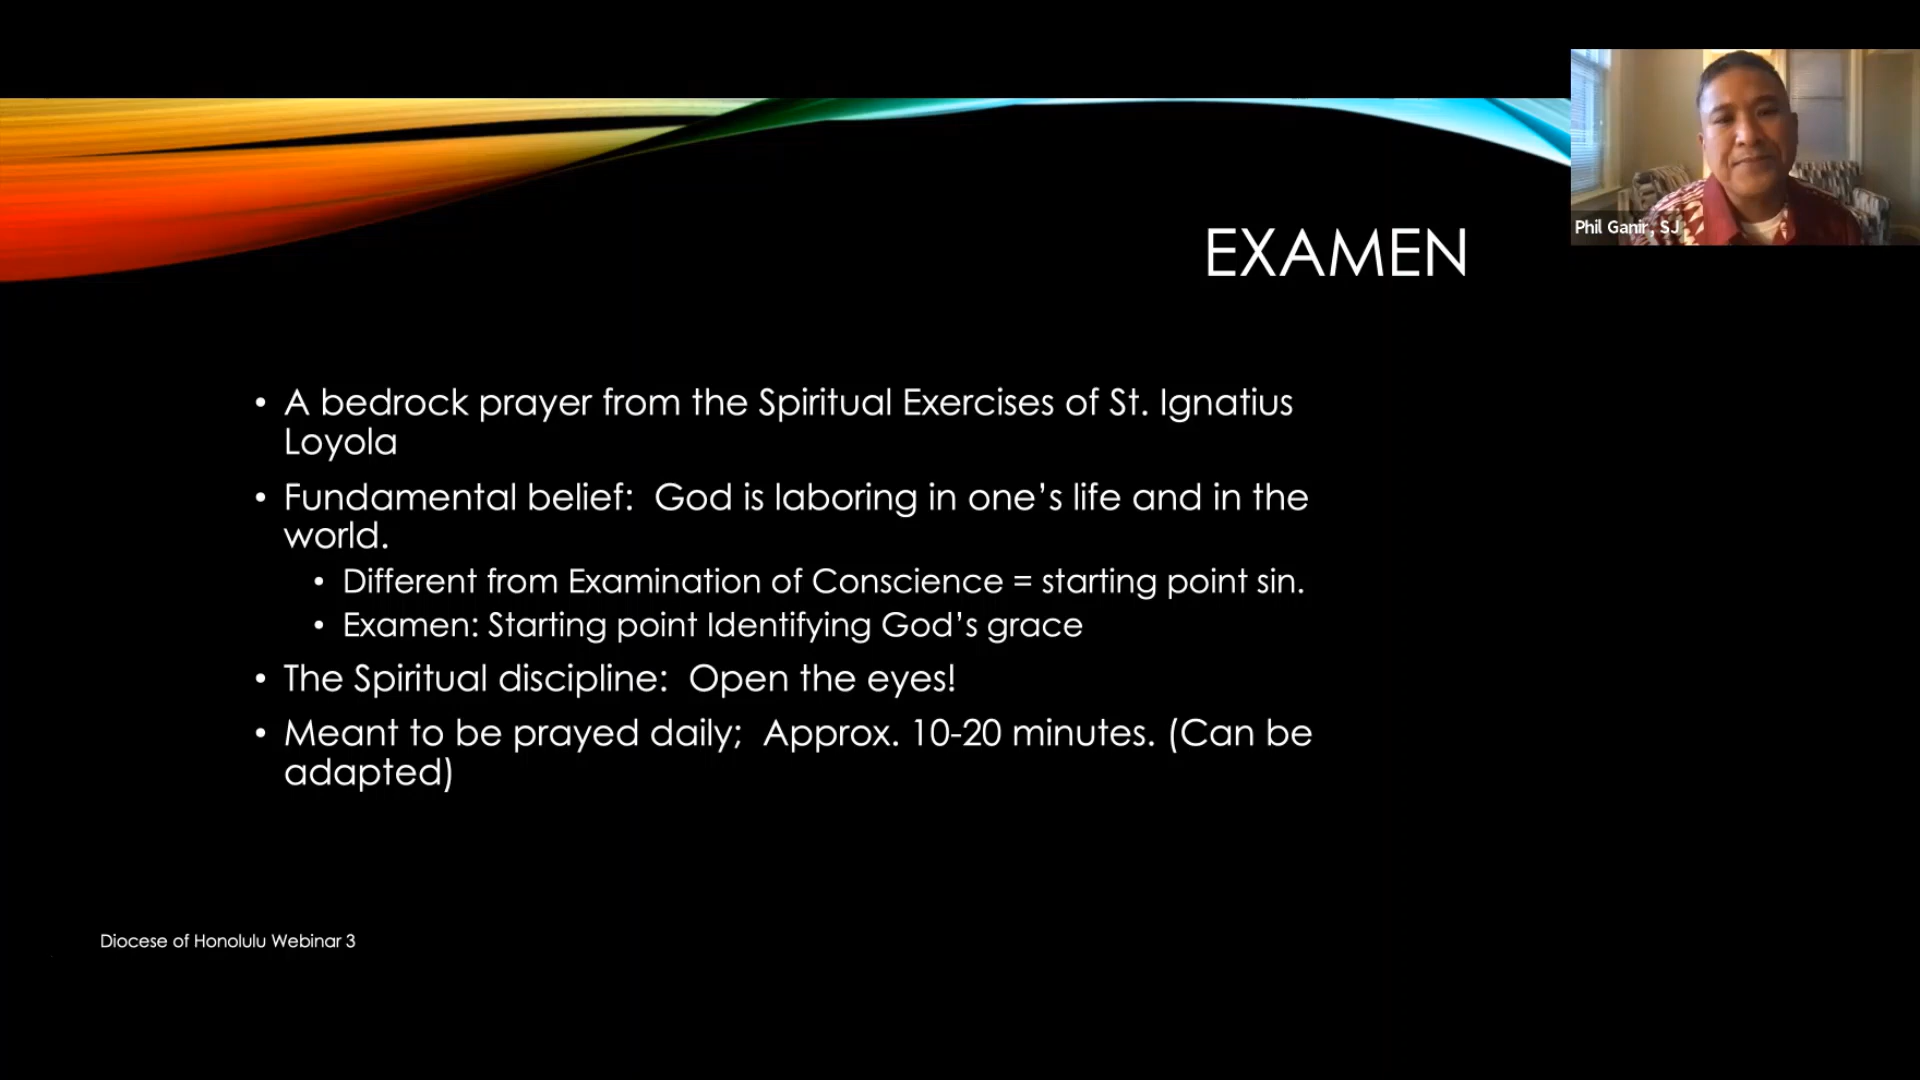 Phil Ganir, SJ
EXAMEN
• A bedrock prayer from the Spiritual Exercises of St. Ignatius
Loyola
• Fundamental belief:  God is laboring in one’s life and in the
world.
• Different from Examination of Conscience = starting point sin.
• Examen: Starting point Identifying God’s grace
• The Spiritual discipline:  Open the eyes!
• Meant to be prayed daily;  Approx. 10-20 minutes. (Can be
adapted)
Diocese of Honolulu Webinar 3